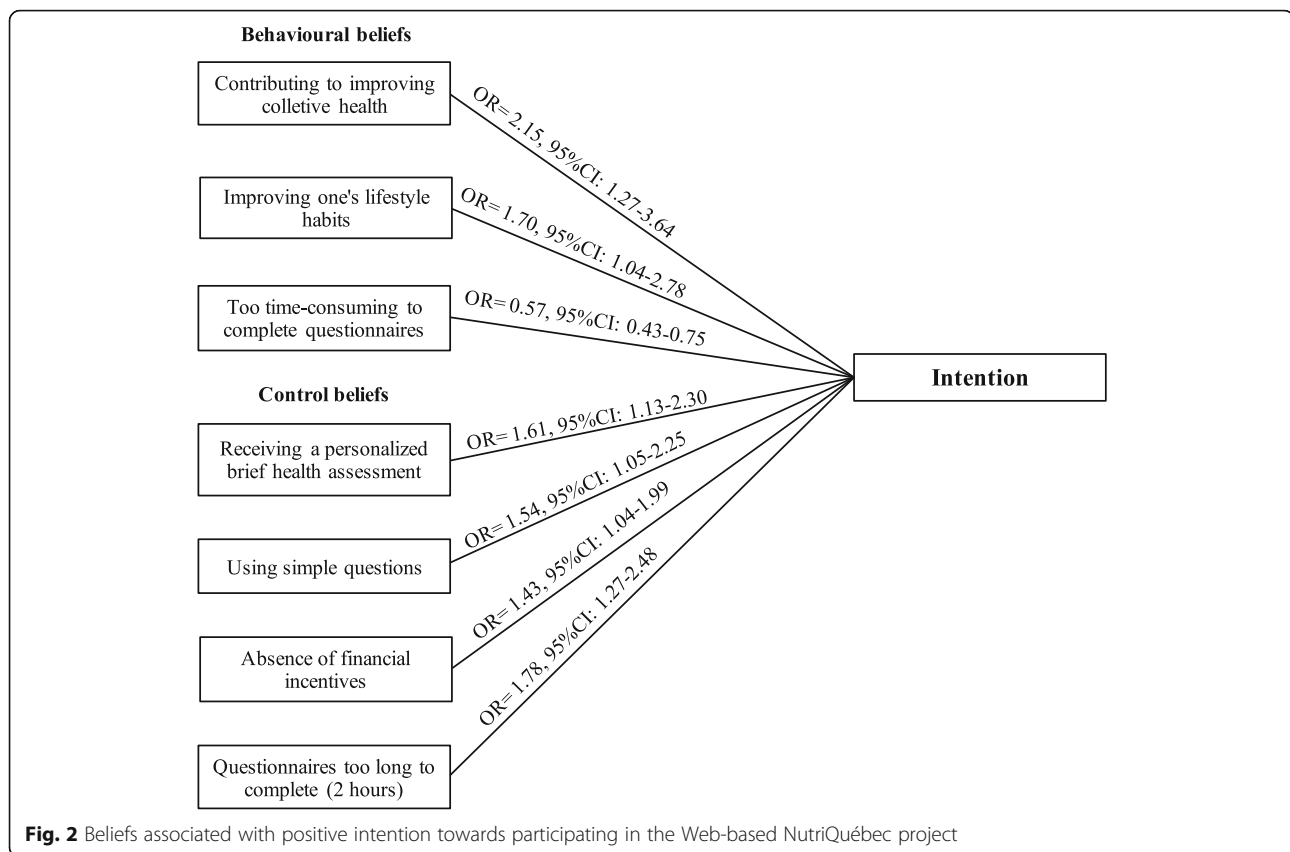 Behavioural beliefs
Contributing to improving
colletive health
OR= 2.15, 95%CI: 1.27-3.64
Improving one's lifestyle
habits
OR= 1.70, 95%CI: 1.04-2.78
Too time-consuming to
complete questionnaires
OR= 0.57, 95%CI: 0.43-0.75
Intention
Control beliefs
Receiving a personalized
brief health assessment
OR= 1.61, 95%CI: 1.13-2.30
Using simple questions
OR= 1.54, 95%CI: 1.05-2.25
Absence of financial
incentives
OR= 1.43, 95%CI: 1.04-1.99
Questionnaires too long to
complete (2 hours)
OR= 1.78, 95%CI: 1.27-2.48
Fig. 2 Beliefs associated with positive intention towards participating in the Web-based NutriQuébec project